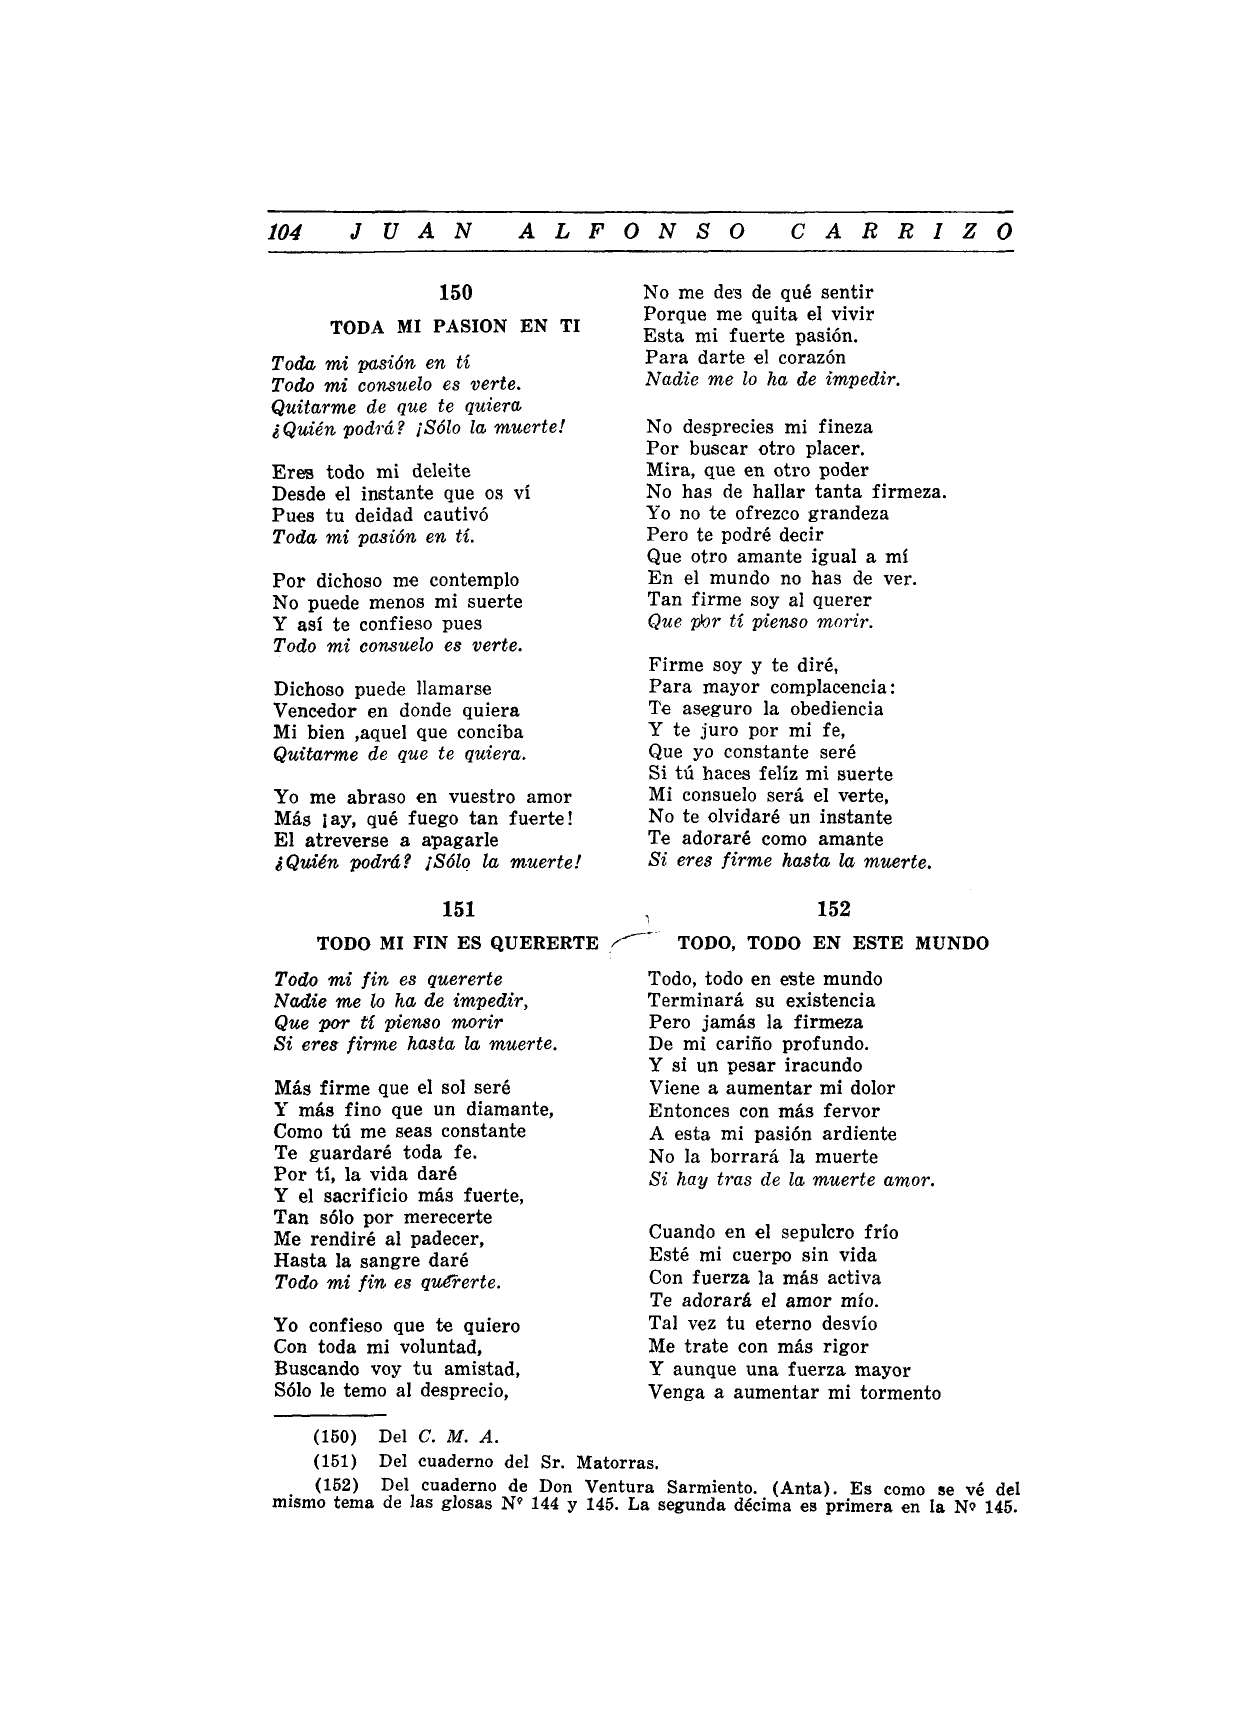 104 JUAN ALFONSO CARRIZO
150
TODA MI PASION EN TI
Toda mi pasión en tí
Todo mi consuelo es verte.
Quitarme de que te quiera
¿Quién podrá? ¡Sólo la muerte!
Eres todo mi deleite
Desde el instante que os ví
Pues tu deidad cautivó
Toda mi pasión en tí.
Por dichoso me contemplo
No puede menos mi suerte
Y así te confieso pues
Todo mi consuelo es verte.
Dichoso puede llamarse
Vencedor en donde quiera
Mi bien ,aquel que conciba
Quitarme de que te quiera.
Yo me abraso en vuestro amor
Más ¡ay, qué fuego tan fuerte!
El atreverse a apagarle
¿Quién podrá? ¡Sólo la muerte!
151
TODO MI FIN ES QUERERTE
Todo mi fin es quererte
Nadie me lo ha de impedir,
Que por tí pienso morir
Si eres firme hasta la muerte.
Más firme que el sol seré
Y más fino que un diamante,
Como tú me seas constante
Te guardaré toda fe.
Por tí, la vida daré
Y el sacrificio más fuerte,
Tan sólo por merecerte
Me rendiré al padecer,
Hasta la sangre daré
Todo mi fin es quererte.
Yo confieso que te quiero
Con toda mi voluntad,
Buscando voy tu amistad,
Sólo le temo al desprecio,
No me des de qué sentir
Porque me quita el vivir
Esta mi fuerte pasión.
Para darte el corazón
Nadie me lo ha de impedir.
No desprecies mi fineza
Por buscar otro placer.
Mira, que en otro poder
No has de hallar tanta firmeza.
Yo no te ofrezco grandeza
Pero te podré decir
Que otro amante igual a mí
En el mundo no has de ver.
Tan firme soy al querer
Que por tí pienso morir.
Firme soy y te diré,
Para mayor complacencia:
Te aseguro la obediencia
Y te juro por mi fe,
Que yo constante seré
Si tú haces felíz mi suerte
Mi consuelo será el verte,
No te olvidaré un instante
Te adoraré como amante
Si eres firme hasta la muerte.
152
TODO, TODO EN ESTE MUNDO
Todo, todo en este mundo
Terminará su existencia
Pero jamás la firmeza
De mi cariño profundo.
Y si un pesar iracundo
Viene a aumentar mi dolor
Entonces con más fervor
A esta mi pasión ardiente
No la borrará la muerte
Si hay tras de la muerte amor.
Cuando en el sepulcro frío
Esté mi cuerpo sin vida
Con fuerza la más activa
Te adorará el amor mío.
Tal vez tu eterno desvío
Me trate con más rigor
Y aunque una fuerza mayor
Venga a aumentar mi tormento
(150) Del C. M. A.
(151) Del cuaderno del Sr. Matorras.
(152) Del cuaderno de Don Ventura Sarmiento. (Anta). Es como se vé del
mismo tema de las glosas Nº 144 y 145. La segunda décima es primera en la Nº 145.